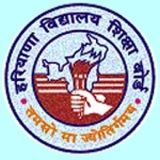 हरियाणा विद्यालय शिक्षा बोर्ड
तमसो मा ज्योतिर्गमय